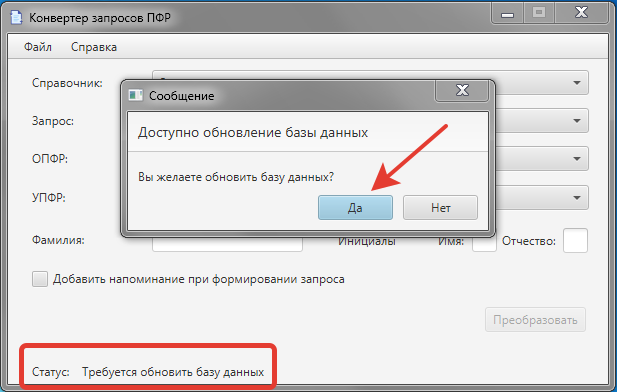 Конвертер запросов ПФР
Файл Справка
Справочник:
Сообщение
Доступно обновление базы данных
Запрос:
ОПФР:
Вы желаете обновить базу данных?
УПФР:
Да Нет
Фамилия: Инициалы Имя: Отчество:
Добавить напоминание при формировании запроса
Преобразовать
Статус: Требуется обновить базу данных